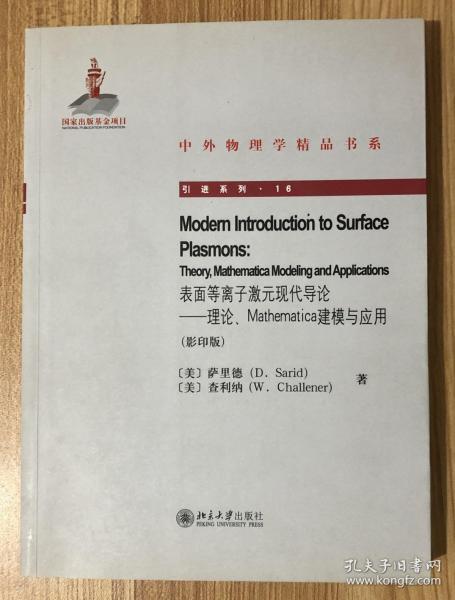 国家出版基金项目
NATIONAL PUBLICATION FOUNDATION
中外物理学精品书系
引进系列·16
Modern Introduction to Surface
Plasmons:
Theory, Mathematica Modeling and Applications
表面等离子激元现代导论
——理论、Mathematica建模与应用
(影印版)
〔美〕萨里德 (D. Sarid)
〔美〕查利纳 (W. Challener)
著
北京大学出版社
PEKING UNIVERSITY PRESS
孔夫子旧书网
www.kongfz.com